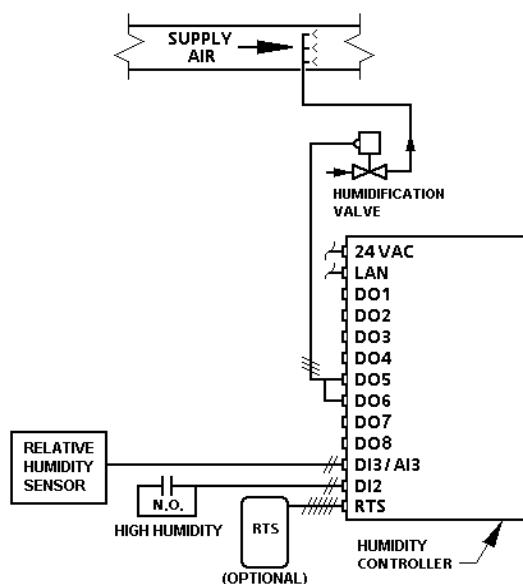 SUPPLY
AIR
HUMIDIFICATION
VALVE
24 VAC
LAN
DO1
DO2
DO3
DO4
DO5
DO6
DO7
DO8
DI3/AI3
DI2
RTS
RELATIVE
HUMIDITY
SENSOR
N.O.
HIGH HUMIDITY
RTS
(OPTIONAL)
HUMIDITY
CONTROLLER